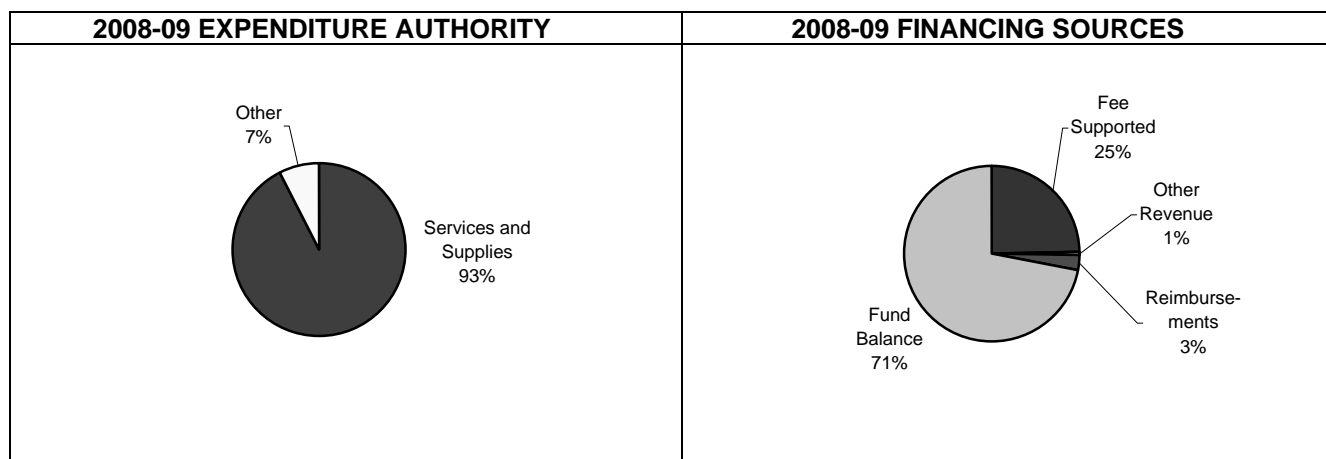 2008-09 EXPENDITURE AUTHORITY
Other
7%
Services and
Supplies
93%
2008-09 FINANCING SOURCES
Fee
Supported
25%
Other
Revenue
1%
Reimburse-
ments
3%
Fund
Balance
71%